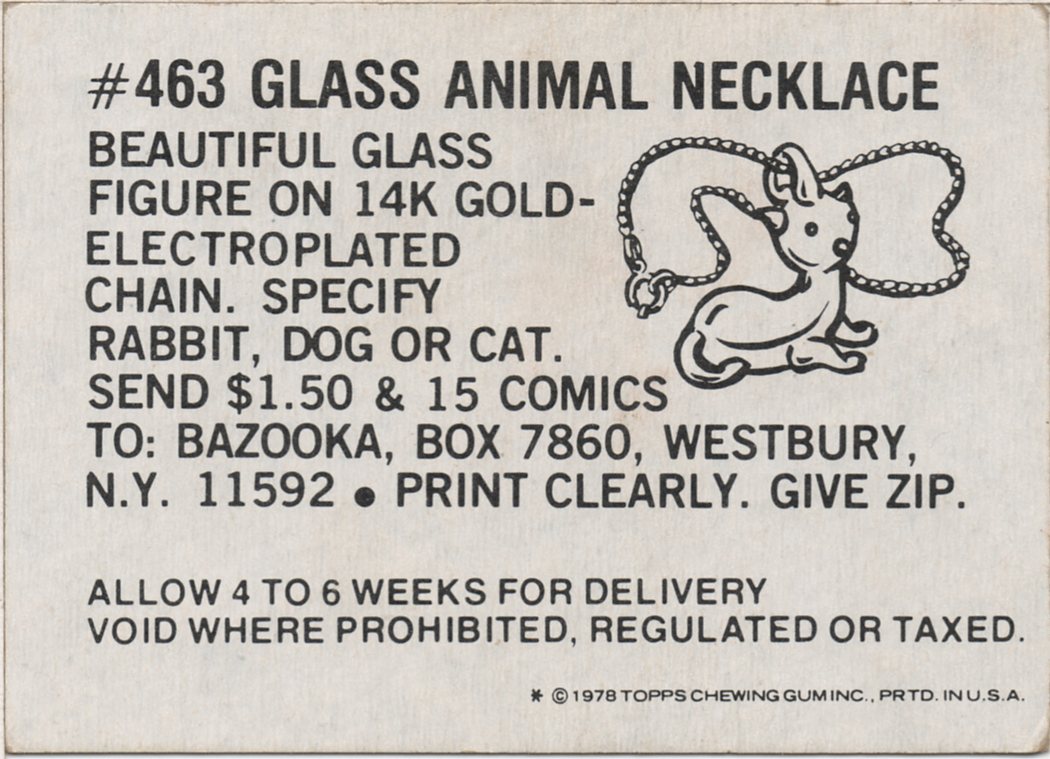 #463 GLASS ANIMAL NECKLACE
BEAUTIFUL GLASS
FIGURE ON 14K GOLD-
ELECTROPLATED
CHAIN. SPECIFY
RABBIT, DOG OR CAT.
SEND $1.50 & 15 COMICS
TO: BAZOOKA, BOX 7860, WESTBURY,
N.Y. 11592 ● PRINT CLEARLY. GIVE ZIP.
ALLOW 4 TO 6 WEEKS FOR DELIVERY
VOID WHERE PROHIBITED, REGULATED OR TAXED.
* © 1978 TOPPS CHEWING GUM INC., PRTD. IN U.S.A.